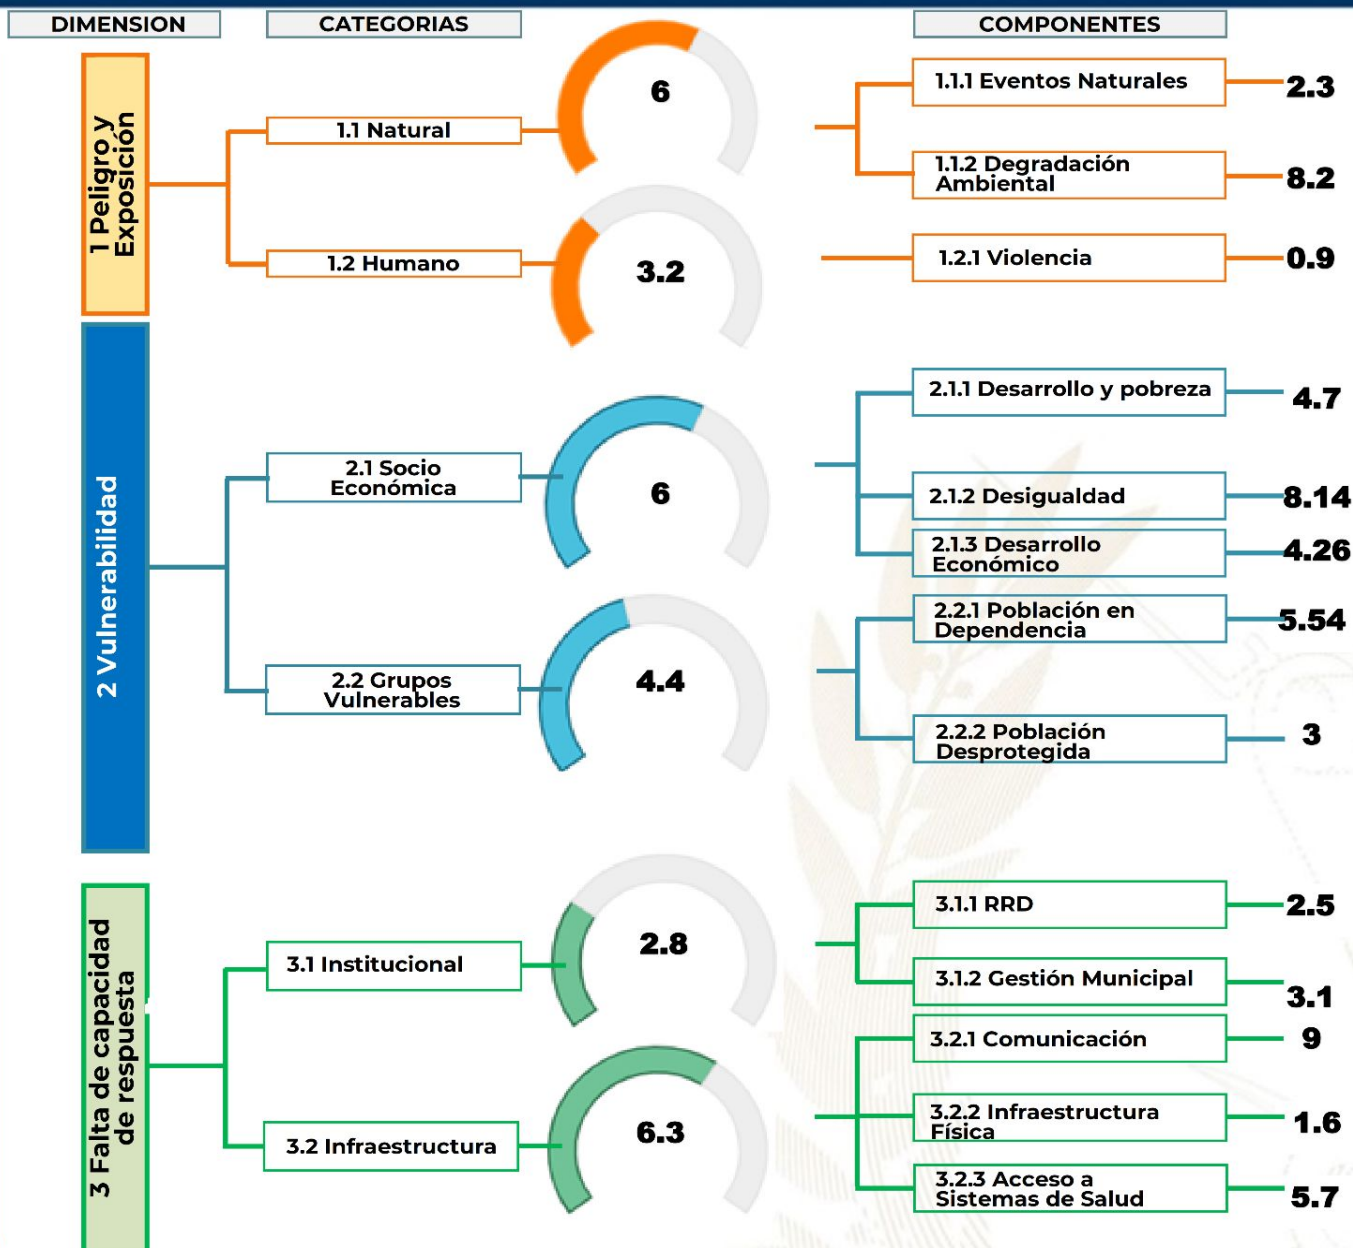 DIMENSION
CATEGORIAS
COMPONENTES
1 Peligro y
Exposición
1.1 Natural
6
1.1.1 Eventos Naturales
2.3
1.1.2 Degradación
Ambiental
8.2
1.2 Humano
3.2
1.2.1 Violencia
0.9
2 Vulnerabilidad
2.1 Socio
Económica
6
2.1.1 Desarrollo y pobreza
4.7
2.1.2 Desigualdad
8.14
2.1.3 Desarrollo
Económico
4.26
2.2 Grupos
Vulnerables
4.4
2.2.1 Población en
Dependencia
5.54
2.2.2 Población
Desprotegida
3
3 Falta de capacidad
de respuesta
3.1 Institucional
2.8
3.1.1 RRD
2.5
3.1.2 Gestión Municipal
3.1
3.2 Infraestructura
6.3
3.2.1 Comunicación
9
3.2.2 Infraestructura
Física
1.6
3.2.3 Acceso a
Sistemas de Salud
5.7